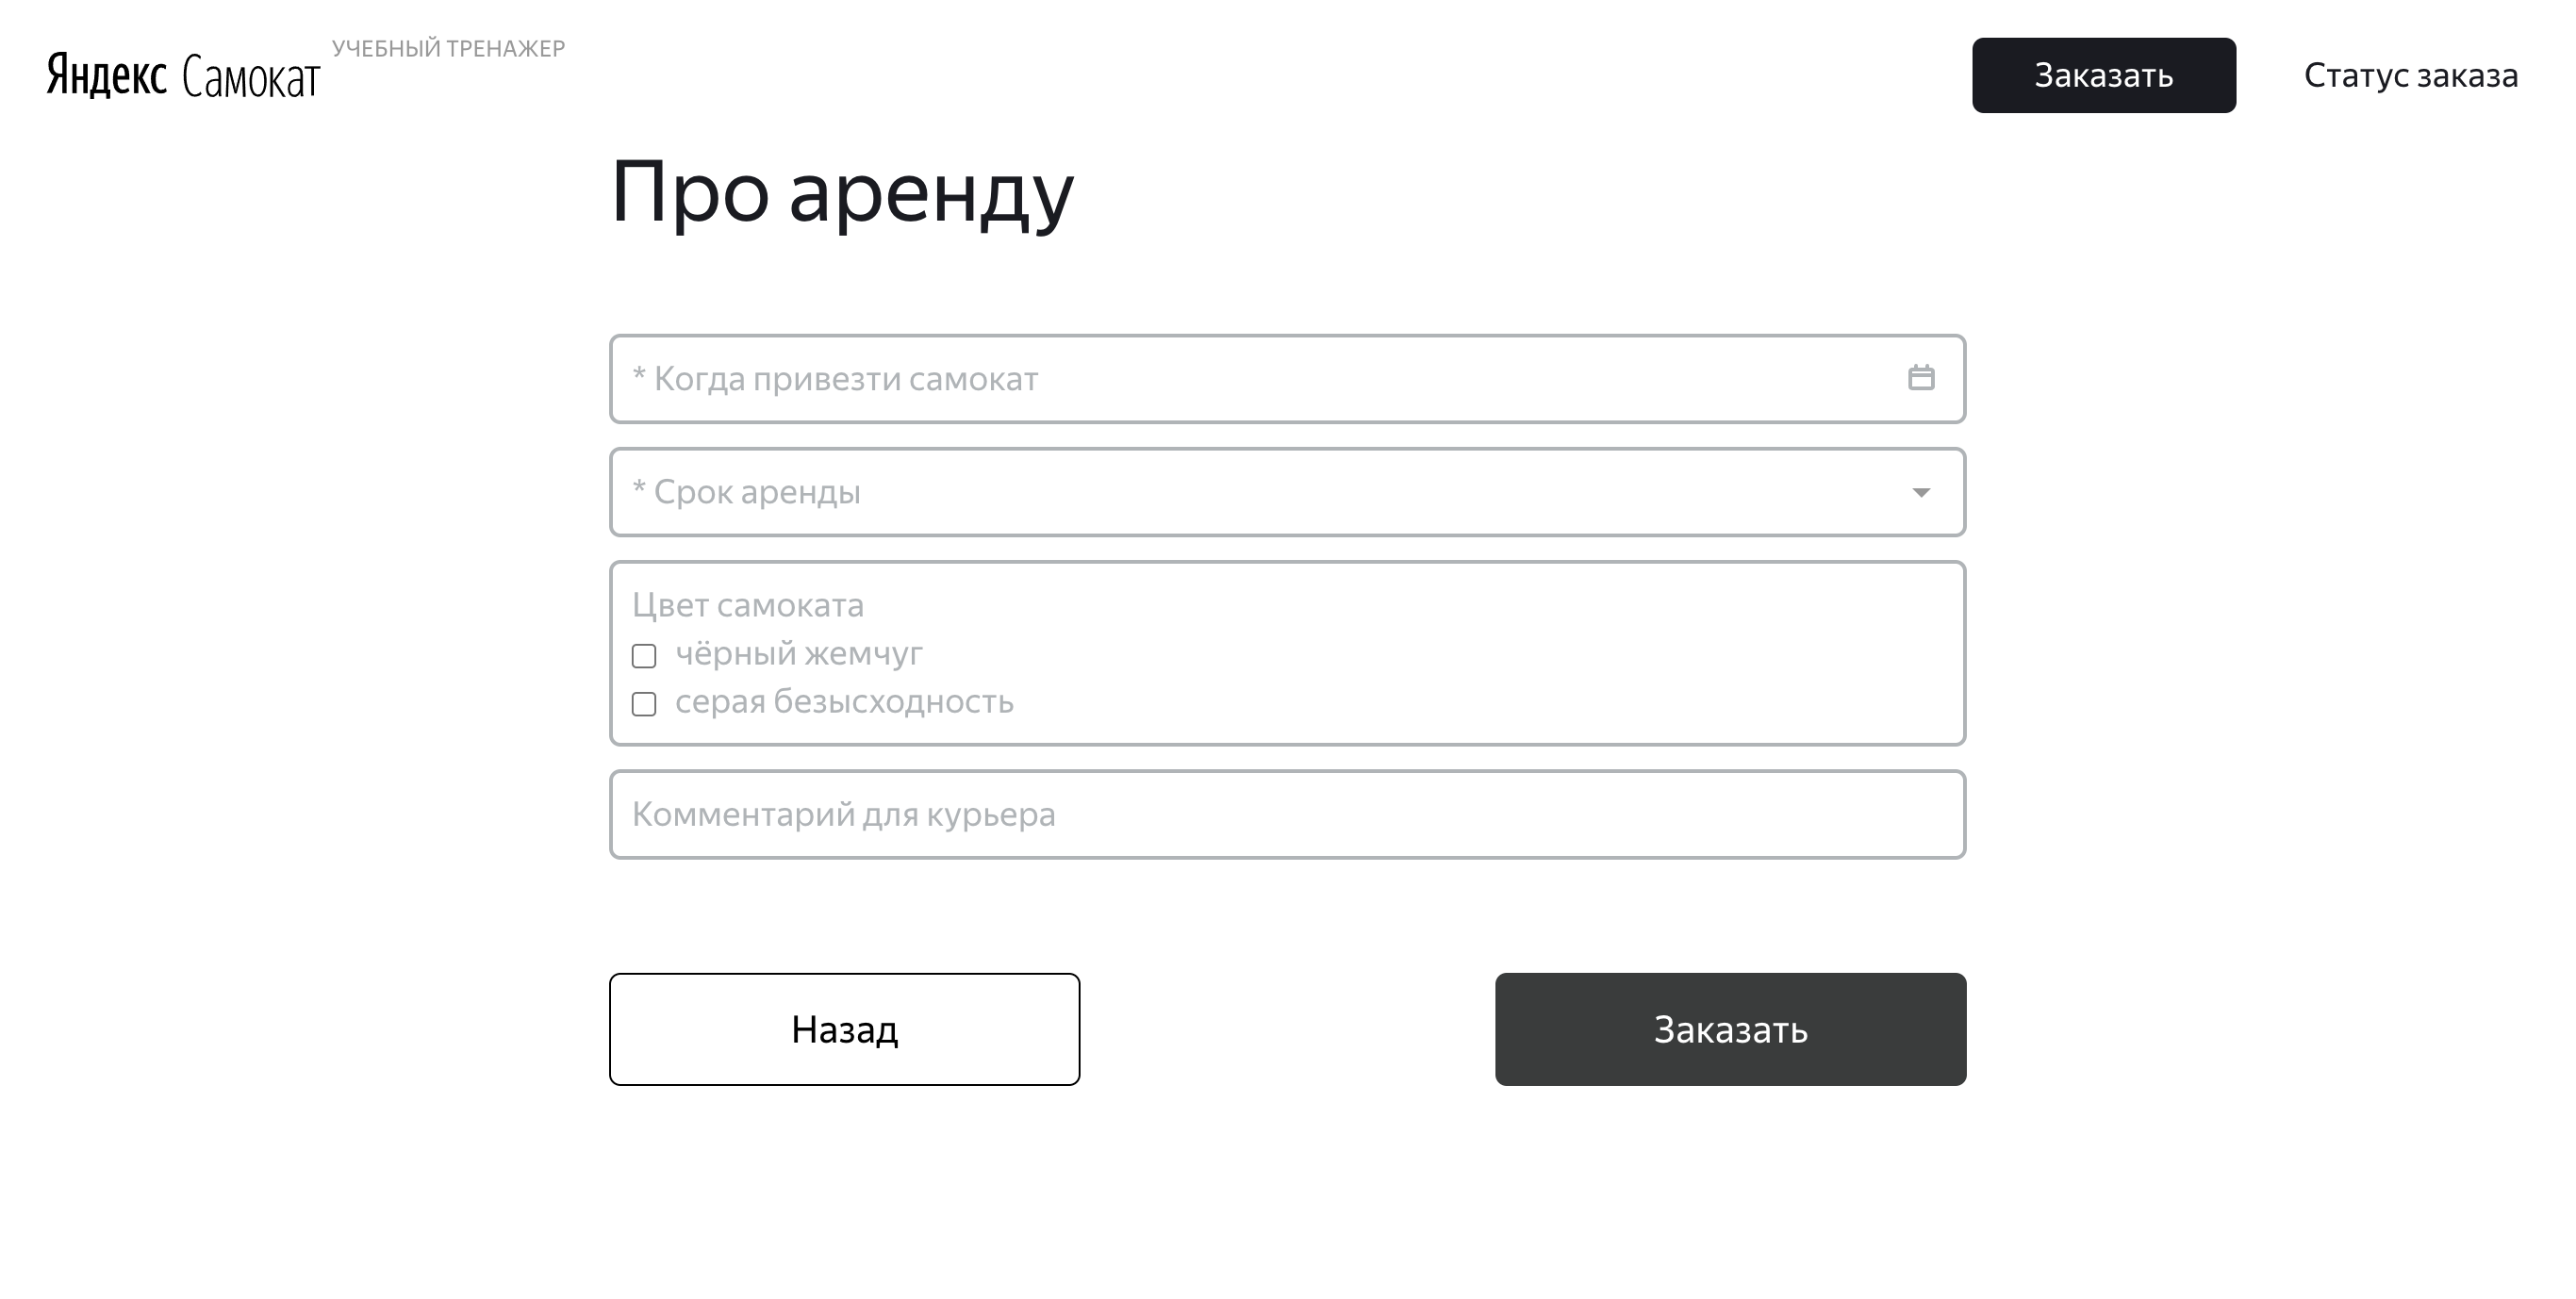 Яндекс Самокат
УЧЕБНЫЙ ТРЕНАЖЕР
Заказать
Статус заказа
Про аренду
* Когда привезти самокат
* Срок аренды
Цвет самоката
чёрный жемчуг
серая безысходность
Комментарий для курьера
Назад
Заказать